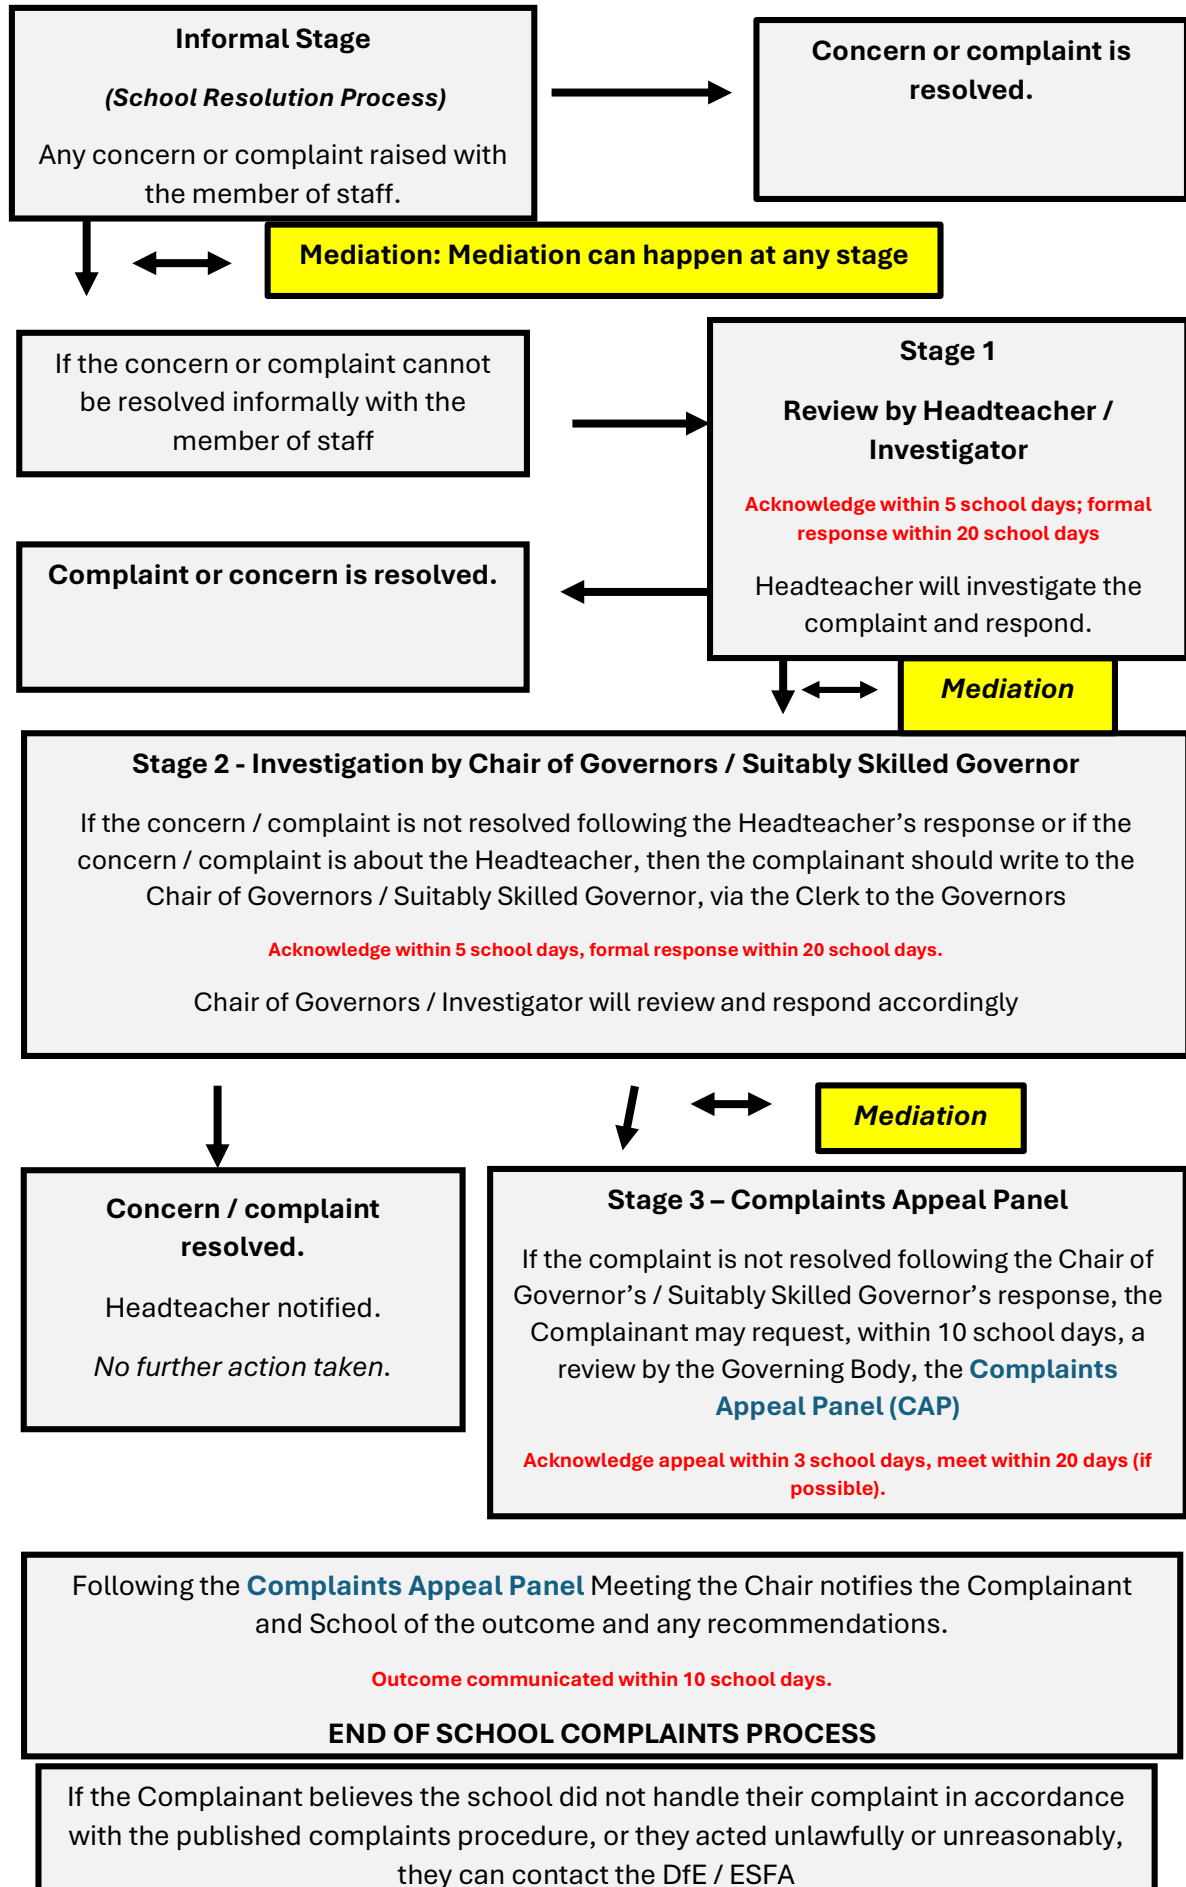 Informal Stage
(School Resolution Process)
Any concern or complaint raised with
the member of staff.
Concern or complaint is
resolved.
Mediation: Mediation can happen at any stage
If the concern or complaint cannot
be resolved informally with the
member of staff
Stage 1
Review by Headteacher /
Investigator
Acknowledge within 5 school days; formal
response within 20 school days
Headteacher will investigate the
complaint and respond.
Complaint or concern is resolved.
Mediation
Stage 2 - Investigation by Chair of Governors / Suitably Skilled Governor
If the concern / complaint is not resolved following the Headteacher’s response or if the
concern / complaint is about the Headteacher, then the complainant should write to the
Chair of Governors / Suitably Skilled Governor, via the Clerk to the Governors
Acknowledge within 5 school days, formal response within 20 school days.
Chair of Governors / Investigator will review and respond accordingly
Mediation
Concern / complaint
resolved.
Headteacher notified.
No further action taken.
Stage 3 – Complaints Appeal Panel
If the complaint is not resolved following the Chair of
Governor’s / Suitably Skilled Governor’s response, the
Complainant may request, within 10 school days, a
review by the Governing Body, the Complaints
Appeal Panel (CAP)
Acknowledge appeal within 3 school days, meet within 20 days (if
possible).
Following the Complaints Appeal Panel Meeting the Chair notifies the Complainant
and School of the outcome and any recommendations.
Outcome communicated within 10 school days.
END OF SCHOOL COMPLAINTS PROCESS
If the Complainant believes the school did not handle their complaint in accordance
with the published complaints procedure, or they acted unlawfully or unreasonably,
they can contact the DfE / ESFA